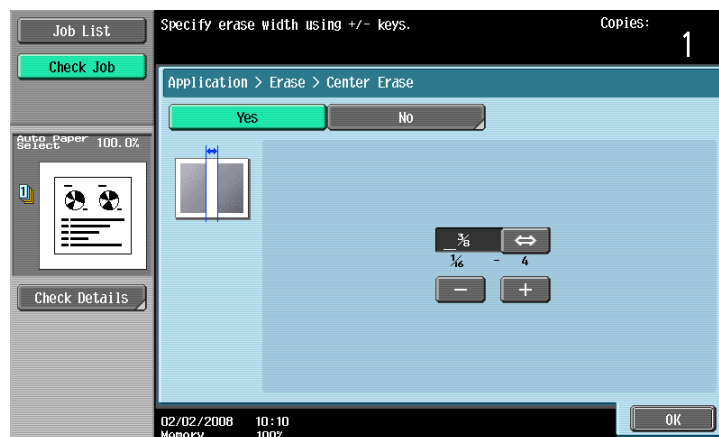 Job List
Check Job
Specify erase width using +/- keys.
Copies:
1
Application > Erase > Center Erase
Yes
No
Auto Paper
Select
100.0%
1
Check Details
3/8
1/16 - 4
- +
02/02/2008 10:10
Memory 100%
OK